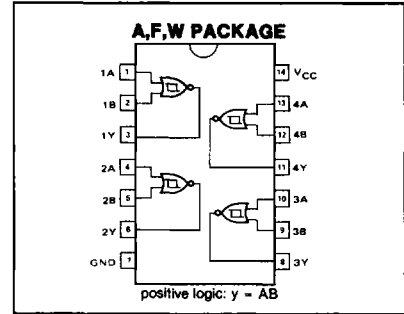 A,F,W PACKAGE
1A 1 14 VCC
1B 2 13 4A
1Y 3 12 4B
2A 4 11 4Y
2B 5 10 3A
2Y 6 9 3B
GND 7 8 3Y
positive logic: y = AB